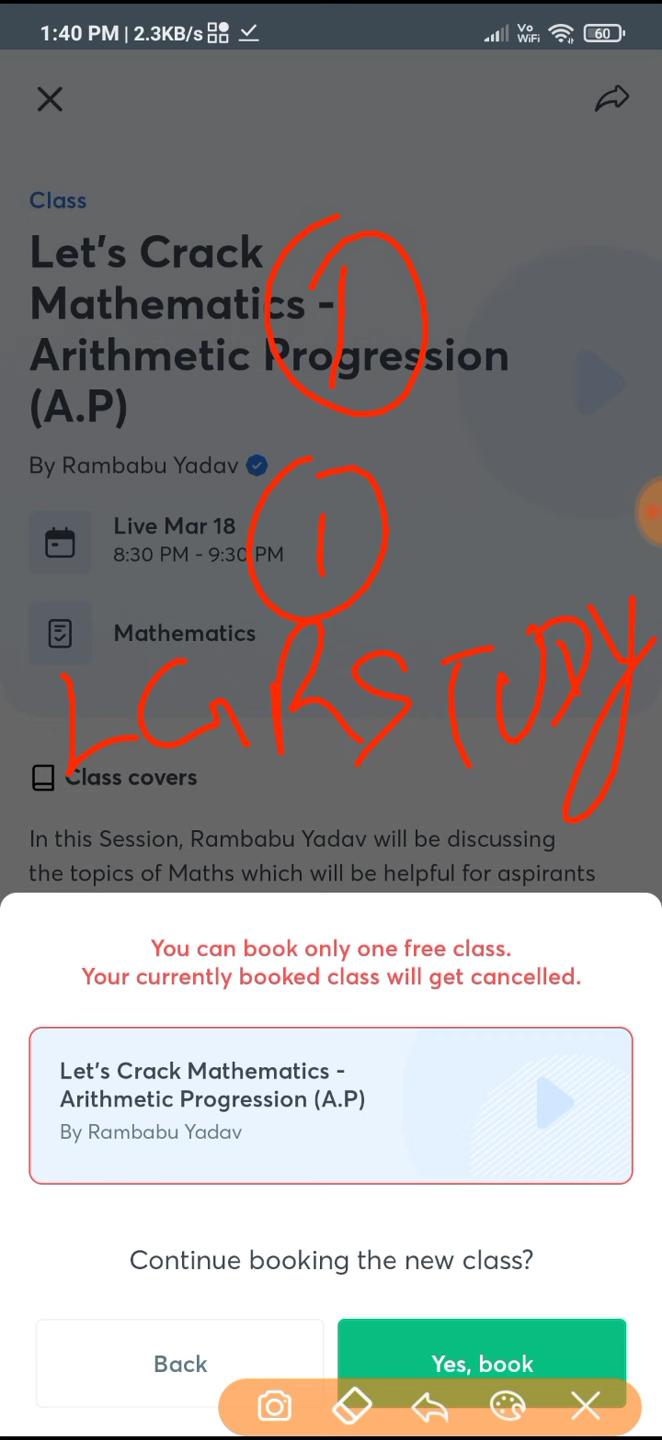 1:40 PM | 2.3KB/s
Vo WiFi 60
Class
Let's Crack
Mathematics -
Arithmetic Progression
(A.P)
1
By Rambabu Yadav
Live Mar 18
8:30 PM - 9:30 PM
1
Mathematics
LGRSTUDY
Class covers
In this Session, Rambabu Yadav will be discussing
the topics of Maths which will be helpful for aspirants
You can book only one free class.
Your currently booked class will get cancelled.
Let's Crack Mathematics -
Arithmetic Progression (A.P)
By Rambabu Yadav
Continue booking the new class?
Back Yes, book